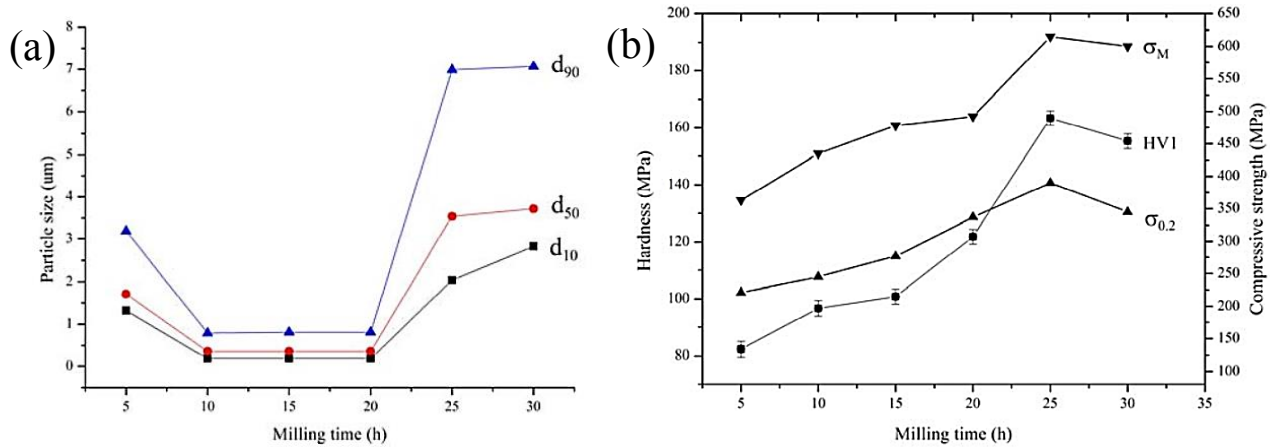 (a)
8
7
6
5
4
3
2
1
0
Particle size (um)
5 10 15 20 25 30
Milling time (h)
d90
d50
d10
(b)
200
180
160
140
120
100
80
Hardness (MPa)
0 5 10 15 20 25 30 35
Milling time (h)
650
600
550
500
450
400
350
300
250
200
150
100
Compressive strength (MPa)
σM
HV1
σ0.2